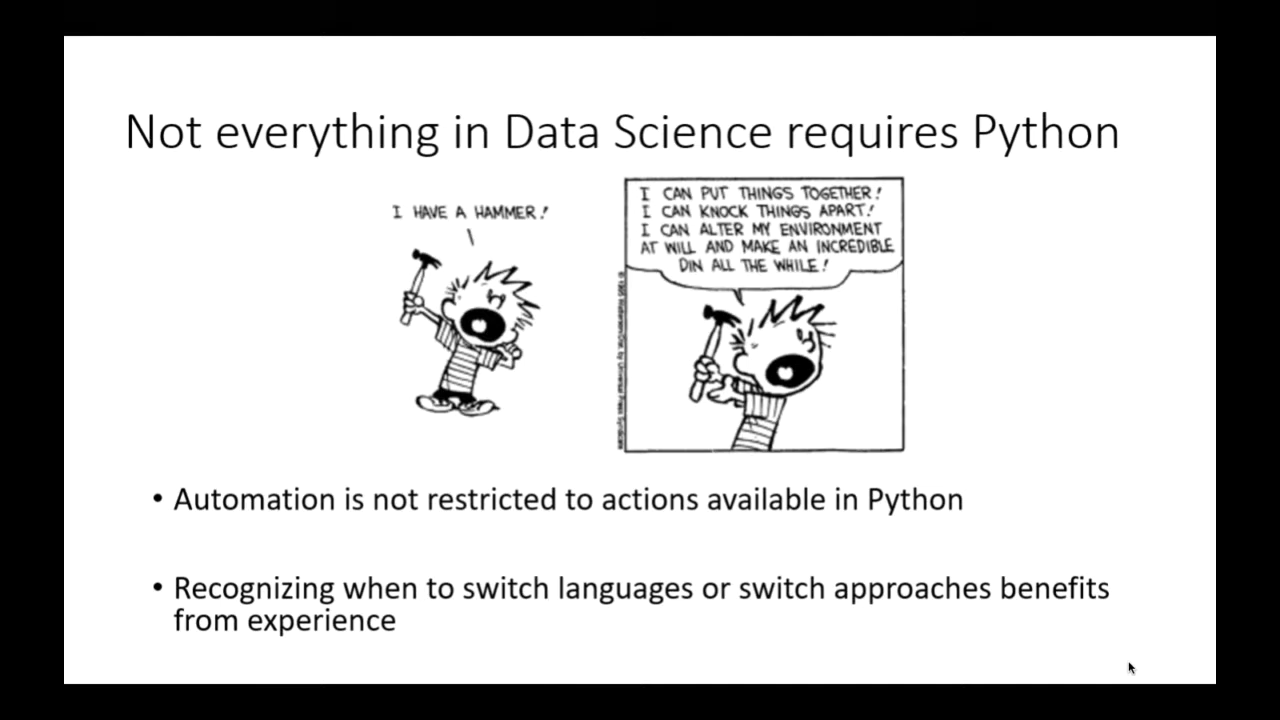 Not everything in Data Science requires Python
I HAVE A HAMMER!
I CAN PUT THINGS TOGETHER!
I CAN KNOCK THINGS APART!
I CAN ALTER MY ENVIRONMENT
AT WILL AND MAKE AN INCREDIBLE
DIN ALL THE WHILE!
• Automation is not restricted to actions available in Python
• Recognizing when to switch languages or switch approaches benefits
from experience